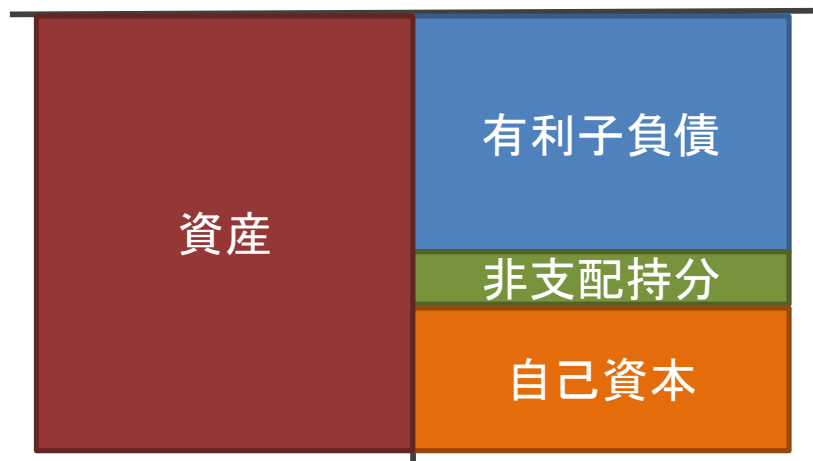 資産
有利子負債
非支配持分
自己資本